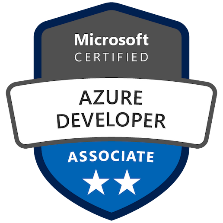 Microsoft
CERTIFIED
AZURE
DEVELOPER
ASSOCIATE